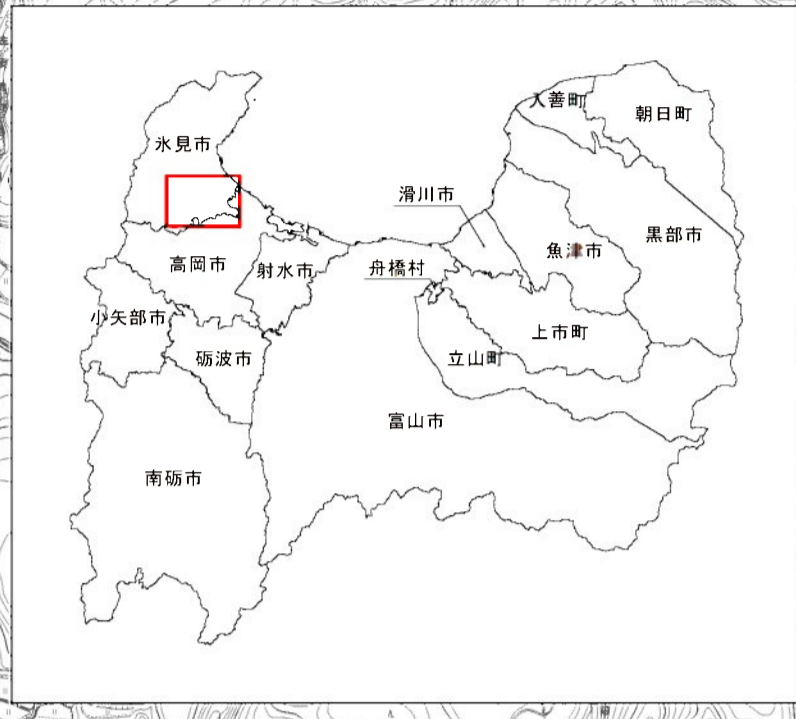 入善町
朝日町
氷見市
滑川市
黒部市
魚津市
高岡市
射水市
舟橋村
小矢部市
上市町
砺波市
立山町
富山市
南砺市